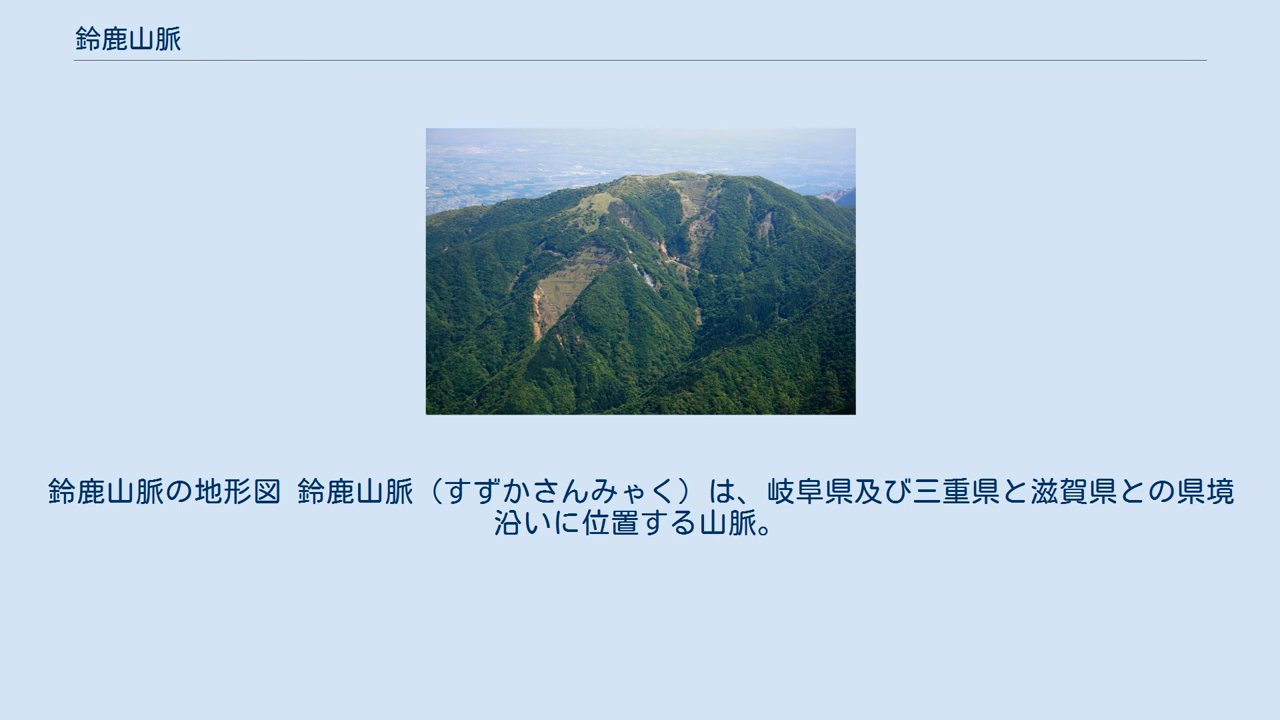 鈴鹿山脈
鈴鹿山脈の地形図 鈴鹿山脈（すずかさんみゃく）は、岐阜県及び三重県と滋賀県との県境
沿いに位置する山脈。